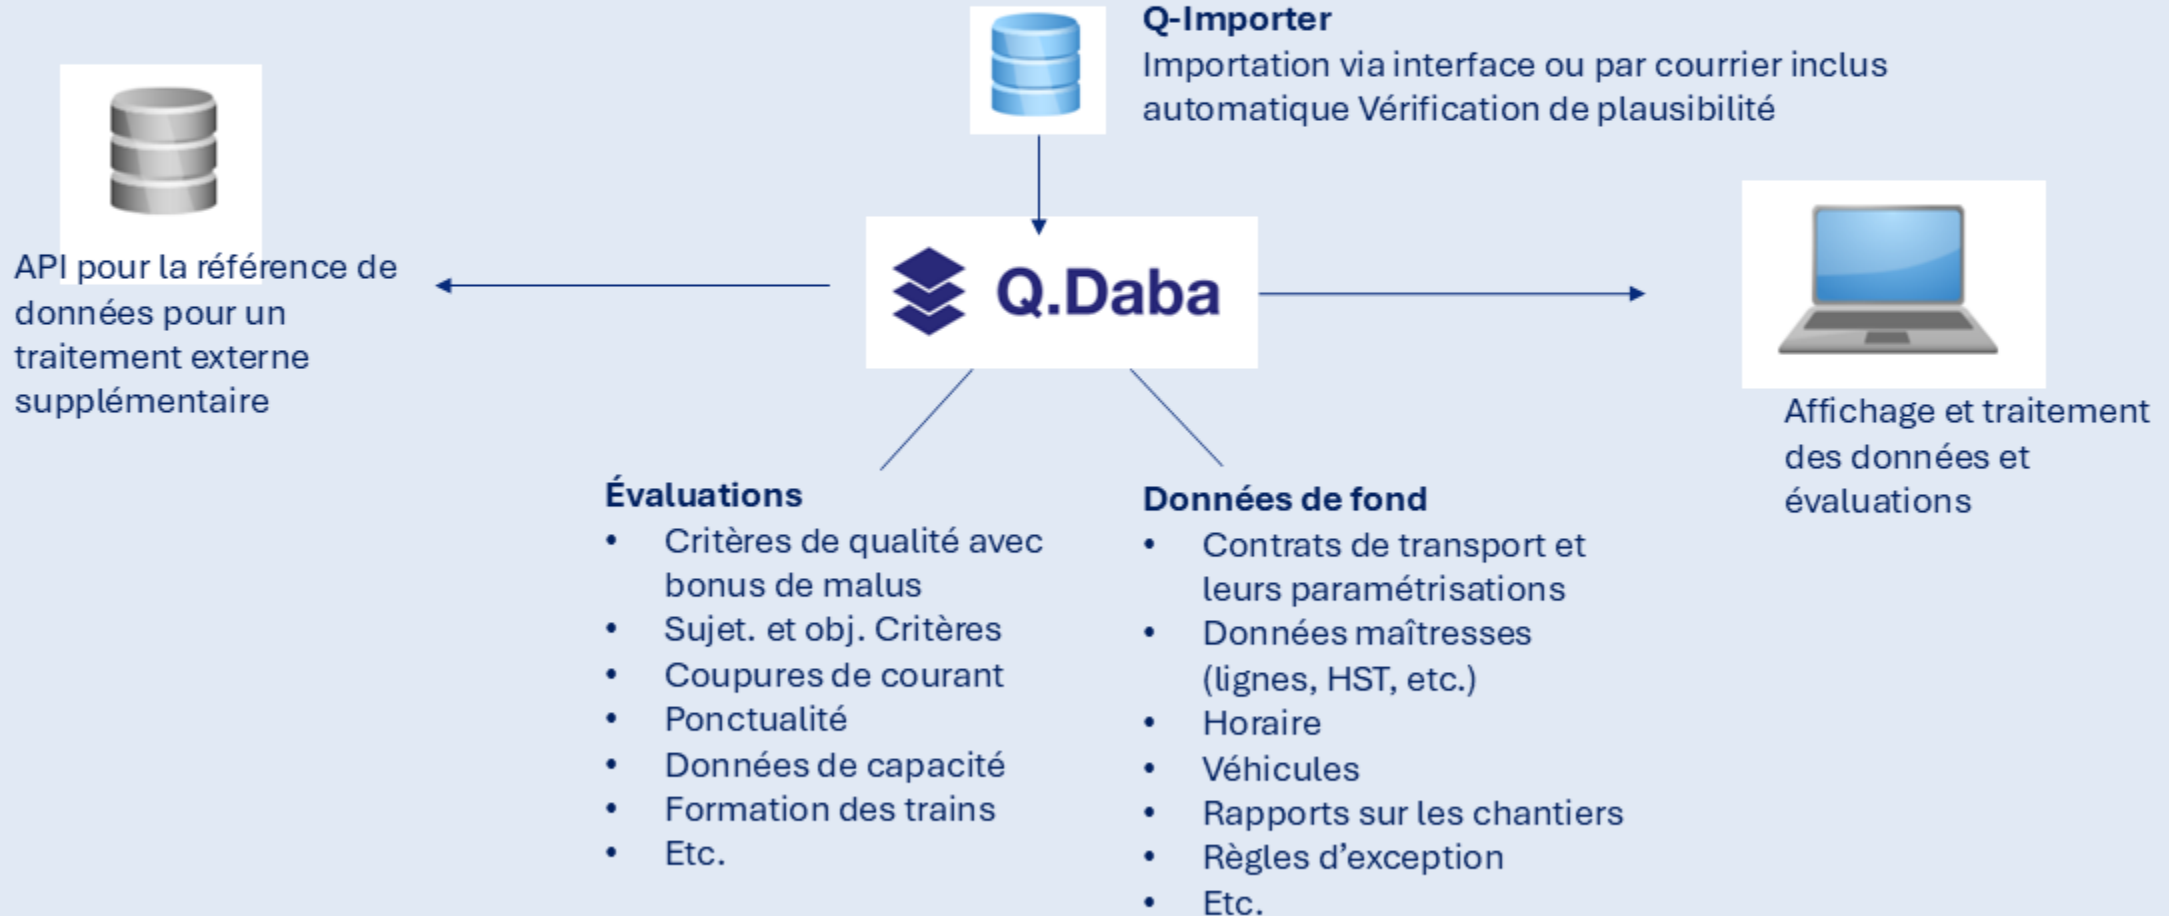 Q-Importer
Importation via interface ou par courrier inclus
automatique Vérification de plausibilité
API pour la référence de
données pour un
traitement externe
supplémentaire
Q.Daba
Affichage et traitement
des données et
évaluations
Évaluations
• Critères de qualité avec
bonus de malus
• Sujet. et obj. Critères
• Coupures de courant
• Ponctualité
• Données de capacité
• Formation des trains
• Etc.
Données de fond
• Contrats de transport et
leurs paramétrisations
• Données maîtresses
(lignes, HST, etc.)
• Horaire
• Véhicules
• Rapports sur les chantiers
• Règles d’exception
• Etc.